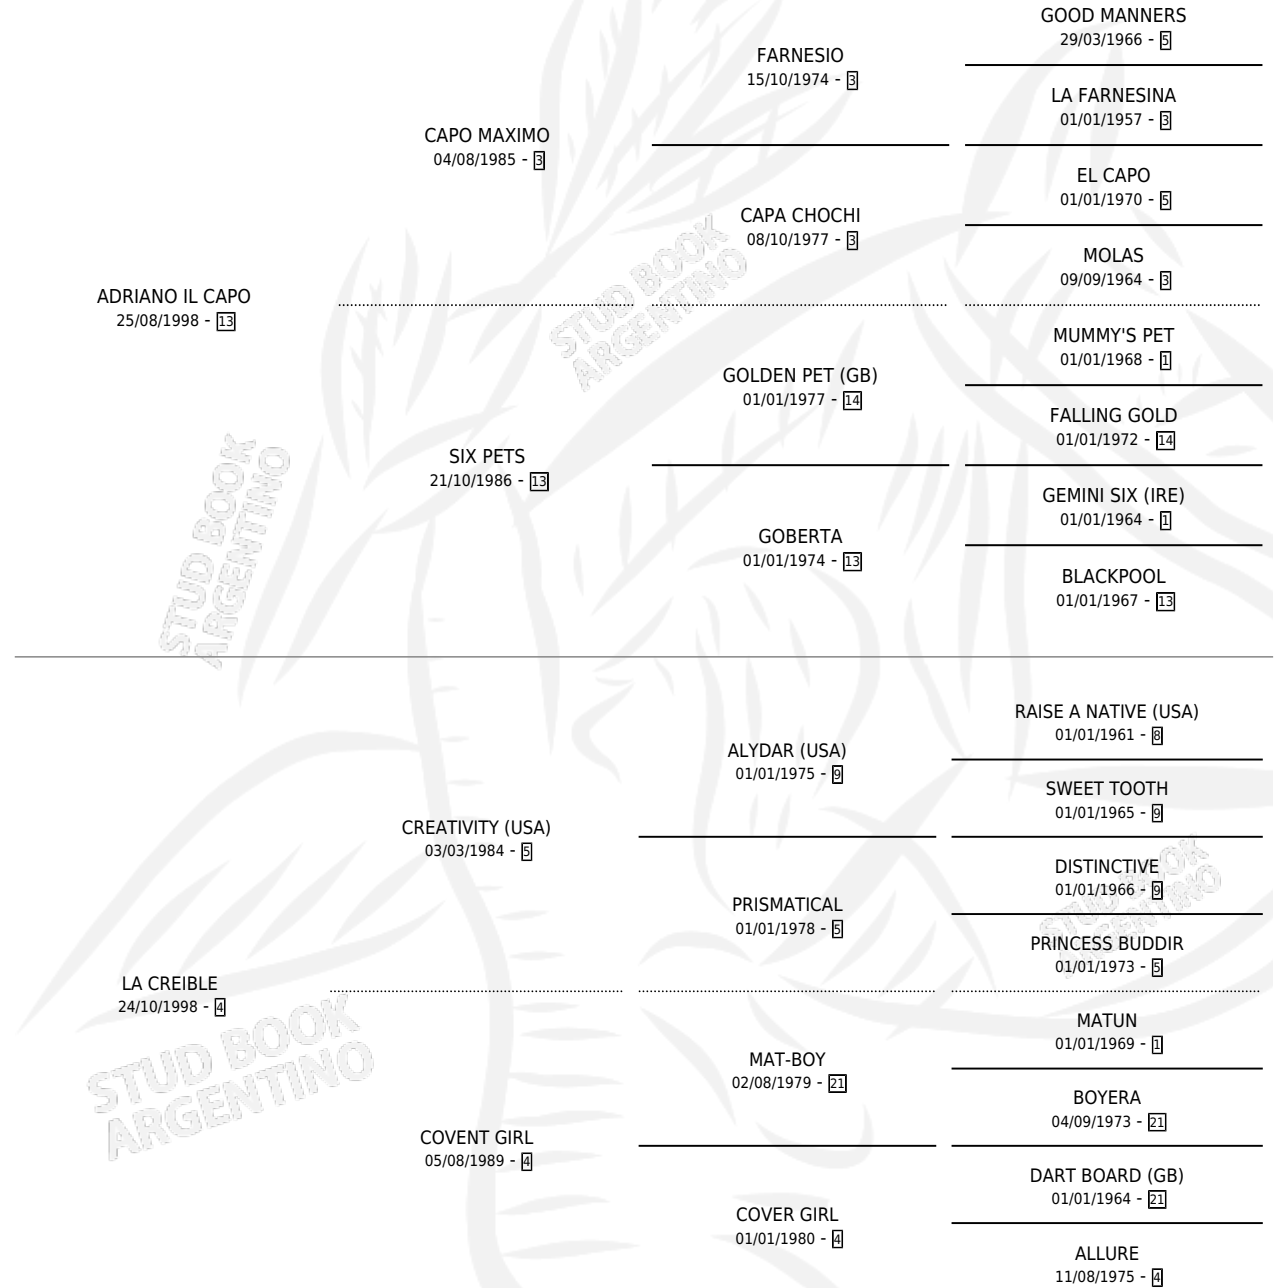 GOOD MANNERS
29/03/1966 - 5
FARNESIO
15/10/1974 - 3
LA FARNESINA
01/01/1957 - 3
CAPO MAXIMO
04/08/1985 - 3
EL CAPO
01/01/1970 - 5
CAPA CHOCHI
08/10/1977 - 3
MOLAS
09/09/1964 - 3
ADRIANO IL CAPO
25/08/1998 - 13
STUD BOOK
ARGENTINO
MUMMY'S PET
01/01/1968 - 1
GOLDEN PET (GB)
01/01/1977 - 14
FALLING GOLD
01/01/1972 - 14
SIX PETS
21/10/1986 - 13
GEMINI SIX (IRE)
01/01/1964 - 1
GOBERTA
01/01/1974 - 13
BLACKPOOL
01/01/1967 - 13
STUD BOOK
ARGENTINO
RAISE A NATIVE (USA)
01/01/1961 - 8
ALYDAR (USA)
01/01/1975 - 9
SWEET TOOTH
01/01/1965 - 9
CREATIVITY (USA)
03/03/1984 - 5
DISTINCTIVE
01/01/1966 - 9
PRISMATICAL
01/01/1978 - 5
STUD BOOK
ARGENTINO
PRINCESS BUDDIR
01/01/1973 - 5
LA CREIBLE
24/10/1998 - 4
MATUN
01/01/1969 - 1
MAT-BOY
02/08/1979 - 21
STUD BOOK
ARGENTINO
BOYERA
04/09/1973 - 21
COVENT GIRL
05/08/1989 - 4
DART BOARD (GB)
01/01/1964 - 21
COVER GIRL
01/01/1980 - 4
ALLURE
11/08/1975 - 4